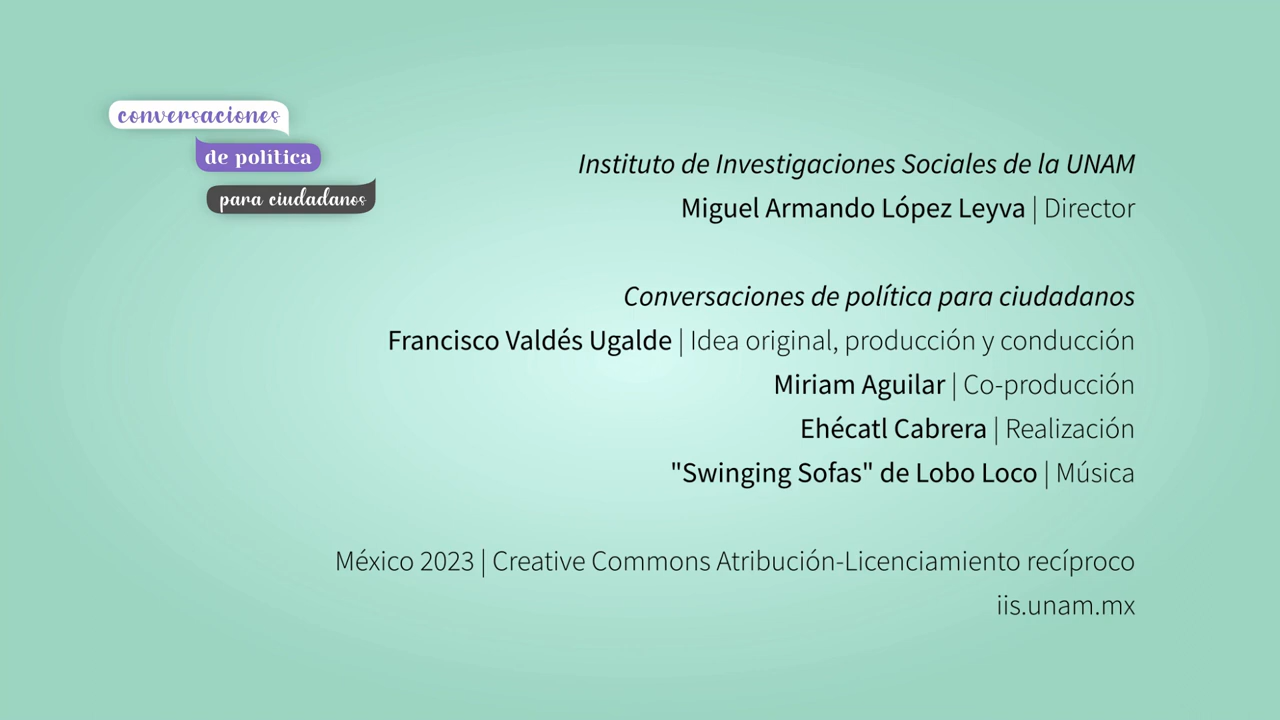 conversaciones
de política
para ciudadanos
Instituto de Investigaciones Sociales de la UNAM
Miguel Armando López Leyva | Director
Conversaciones de política para ciudadanos
Francisco Valdés Ugalde | Idea original, producción y conducción
Miriam Aguilar | Co-producción
Ehécatl Cabrera | Realización
"Swinging Sofas" de Lobo Loco | Música
México 2023 | Creative Commons Atribución-Licenciamiento recíproco
iis.unam.mx